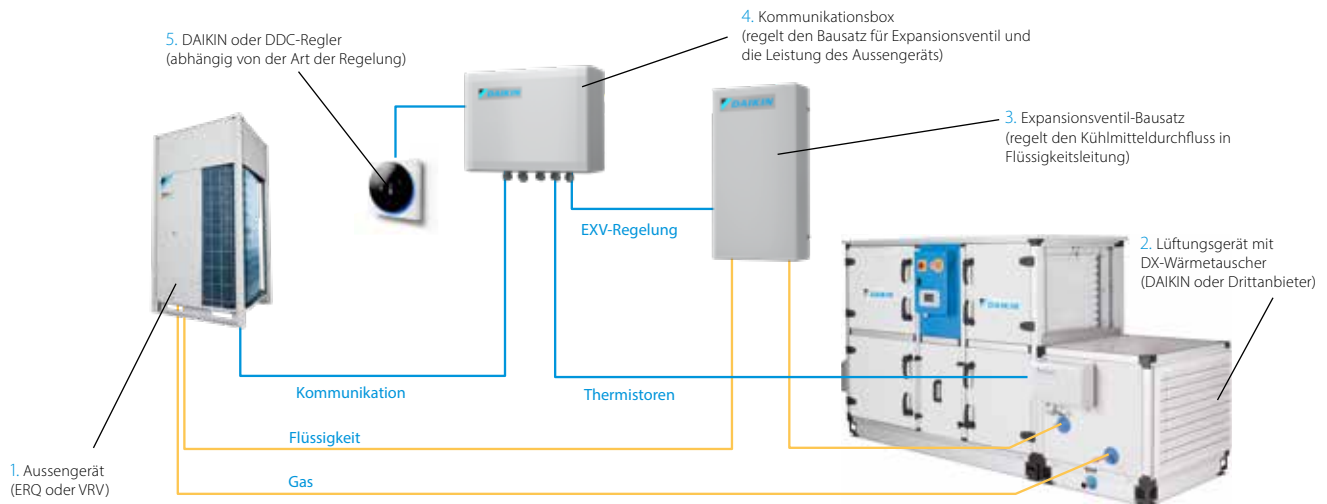 4. Kommunikationsbox
(regelt den Bausatz für Expansionsventil und
die Leistung des Aussengeräts)
5. DAIKIN oder DDC-Regler
(abhängig von der Art der Regelung)
DAIKIN
DAIKIN
3. Expansionsventil-Bausatz
(regelt den Kühlmitteldurchfluss in
Flüssigkeitsleitung)
EXV-Regelung
2. Lüftungsgerät mit
DX-Wärmetauscher
(DAIKIN oder Drittanbieter)
DAIKIN
DAIKIN
Kommunikation
Thermistoren
Flüssigkeit
1. Aussengerät
(ERQ oder VRV)
Gas